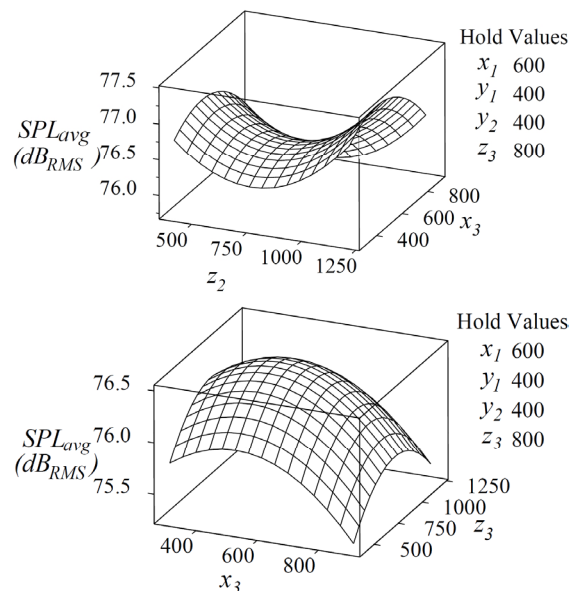 Hold Values
x1 600
y1 400
y2 400
z3 800
77.5
77.0
76.5
76.0
SPLavg
(dBRMS)
500
750
1000
1250
z2
400
600
800
x3
Hold Values
x1 600
y1 400
y2 400
z3 800
76.5
76.0
75.5
SPLavg
(dBRMS)
400
600
800
x3
500
750
1000
1250
z3